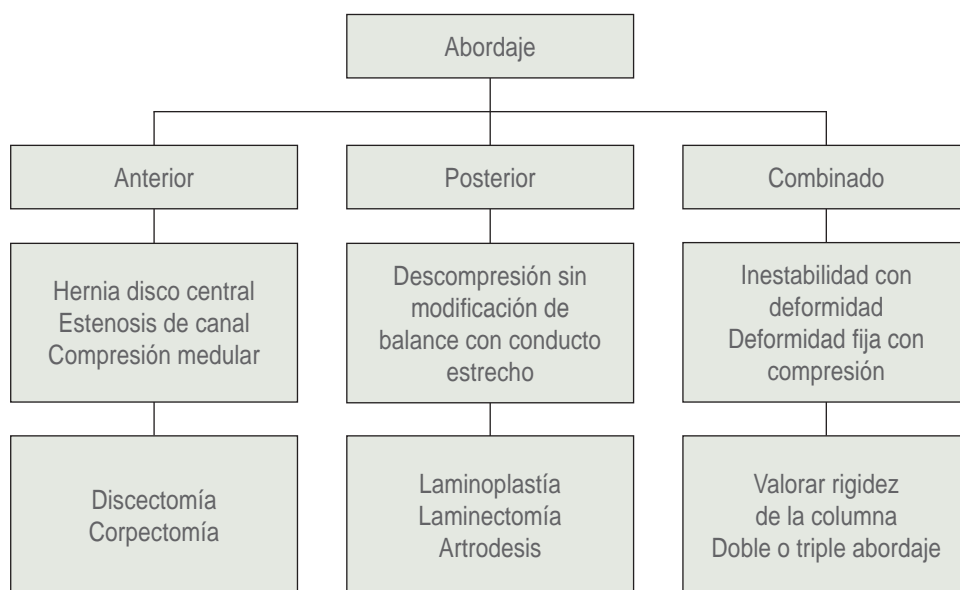 Abordaje
Anterior
Posterior
Combinado
Hernia disco central
Estenosis de canal
Compresión medular
Descompresión sin
modificación de
balance con conducto
estrecho
Inestabilidad con
deformidad
Deformidad fija con
compresión
Discectomía
Corpectomía
Laminoplastía
Laminectomía
Artrodesis
Valorar rigidez
de la columna
Doble o triple abordaje